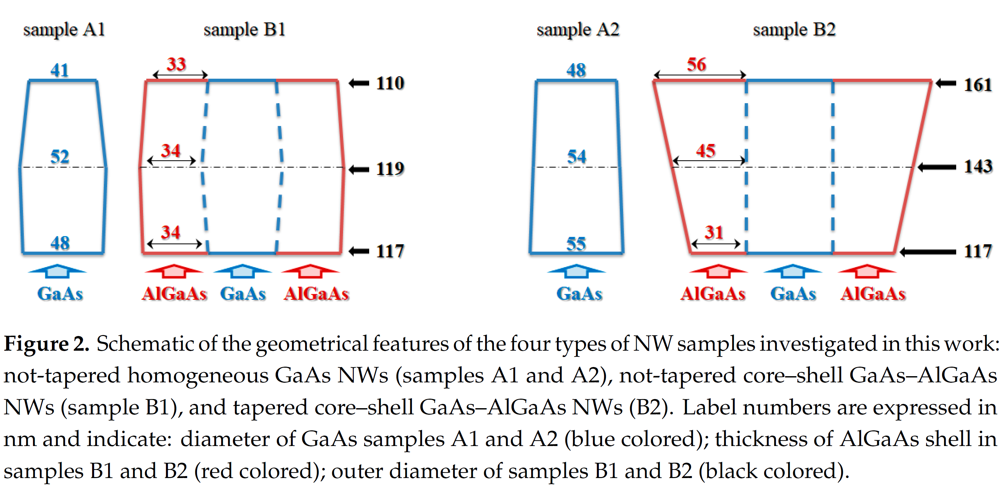 sample A1 sample B1 sample A2 sample B2
41 33 110 48 56 161
52 34 119 54 45 143
48 34 117 55 31 117
GaAs AlGaAs GaAs AlGaAs GaAs AlGaAs GaAs AlGaAs
Figure 2. Schematic of the geometrical features of the four types of NW samples investigated in this work:
not-tapered homogeneous GaAs NWs (samples A1 and A2), not-tapered core–shell GaAs–AlGaAs
NWs (sample B1), and tapered core–shell GaAs–AlGaAs NWs (B2). Label numbers are expressed in
nm and indicate: diameter of GaAs samples A1 and A2 (blue colored); thickness of AlGaAs shell in
samples B1 and B2 (red colored); outer diameter of samples B1 and B2 (black colored).